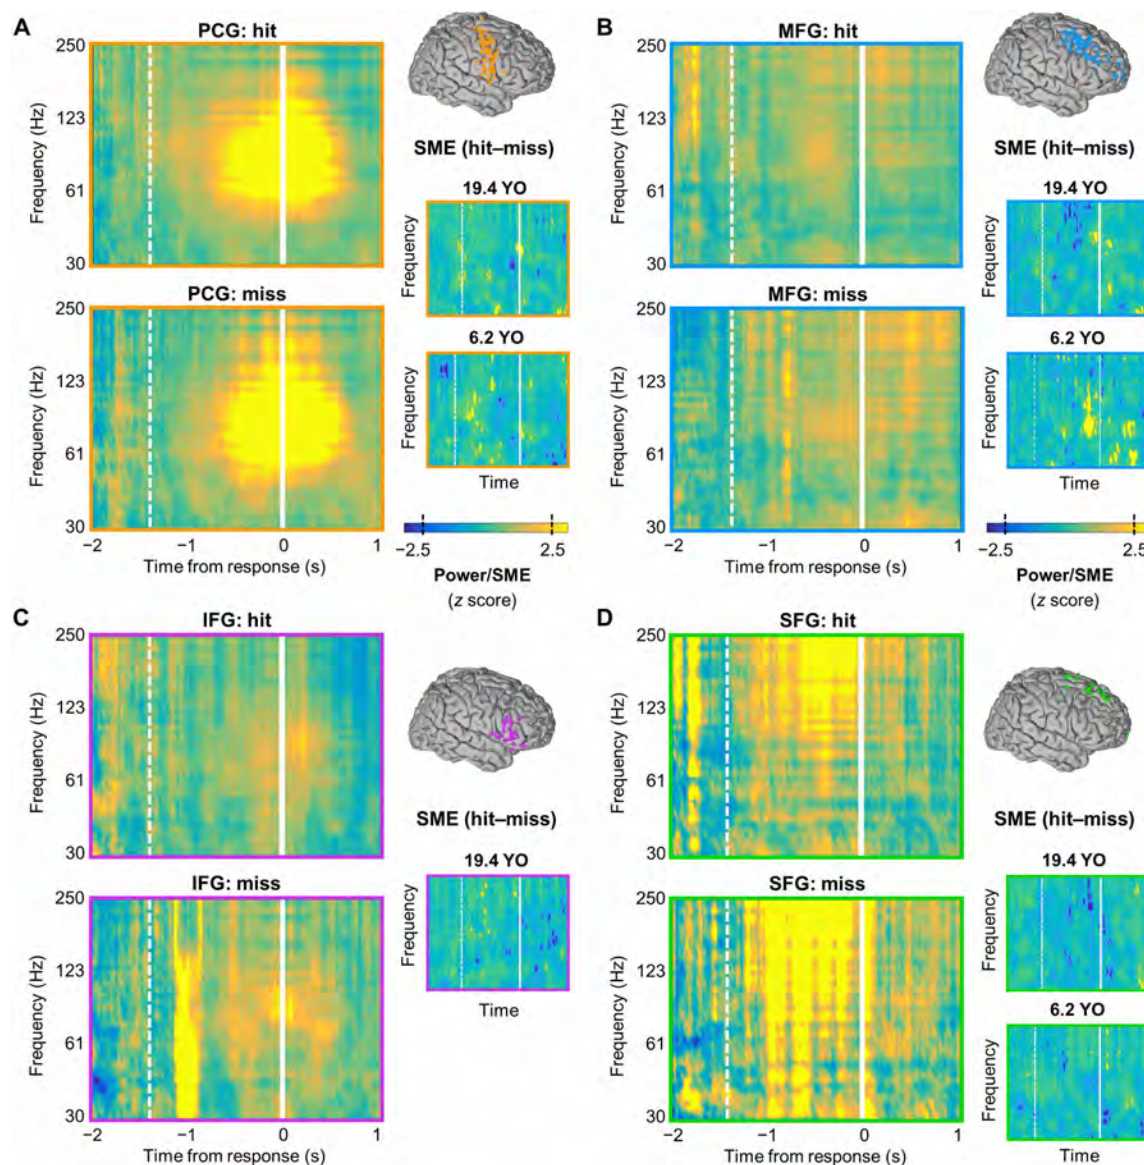 A
PCG: hit
250
123
61
30
Frequency (Hz)
PCG: miss
250
123
61
30
Frequency (Hz)
−2
−1
0
1
Time from response (s)
SME (hit–miss)
19.4 YO
Frequency
6.2 YO
Frequency
Time
−2.5
2.5
Power/SME
(z score)
B
MFG: hit
250
123
61
30
Frequency (Hz)
MFG: miss
250
123
61
30
Frequency (Hz)
−2
−1
0
1
Time from response (s)
SME (hit–miss)
19.4 YO
Frequency
6.2 YO
Frequency
Time
−2.5
2.5
Power/SME
(z score)
C
IFG: hit
250
123
61
30
Frequency (Hz)
IFG: miss
250
123
61
30
Frequency (Hz)
−2
−1
0
1
Time from response (s)
SME (hit–miss)
19.4 YO
Frequency
Time
D
SFG: hit
250
123
61
30
Frequency (Hz)
SFG: miss
250
123
61
30
Frequency (Hz)
−2
−1
0
1
Time from response (s)
SME (hit–miss)
19.4 YO
Frequency
6.2 YO
Frequency
Time